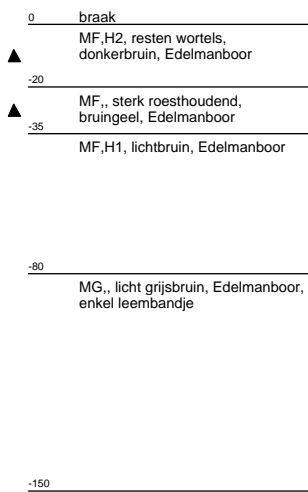 0 braak
MF,H2, resten wortels,
donkerbruin, Edelmanboor
-20
MF,, sterk roesthoudend,
bruingeel, Edelmanboor
-35
MF,H1, lichtbruin, Edelmanboor
-80
MG,, licht grijsbruin, Edelmanboor,
enkel leembandje
-150